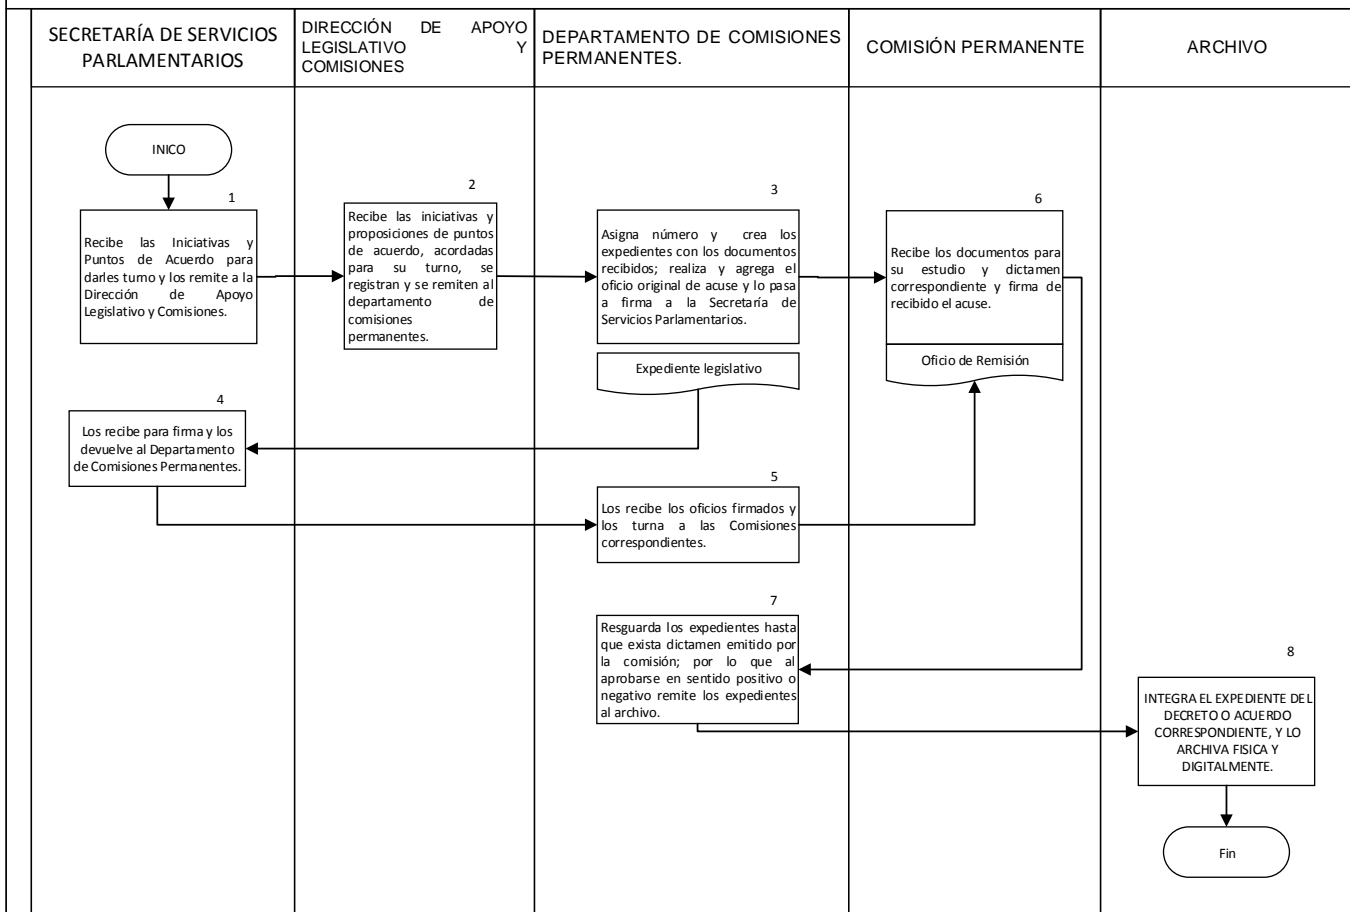 SECRETARÍA DE SERVICIOS
PARLAMENTARIOS
DIRECCIÓN DE APOYO
LEGISLATIVO Y
COMISIONES
DEPARTAMENTO DE COMISIONES
PERMANENTES.
COMISIÓN PERMANENTE
ARCHIVO
INICO
1
Recibe las Iniciativas y
Puntos de Acuerdo para
darles turno y los remite a la
Dirección de Apoyo
Legislativo y Comisiones.
2
Recibe las iniciativas y
proposiciones de puntos
de acuerdo, acordadas
para su turno, se
registran y se remiten al
departamento de
comisiones
permanentes.
3
Asigna número y crea los
expedientes con los documentos
recibidos; realiza y agrega el
oficio original de acuse y lo pasa
a firma a la Secretaría de
Servicios Parlamentarios.
Expediente legislativo
6
Recibe los documentos para
su estudio y dictamen
correspondiente y firma de
recibido el acuse.
Oficio de Remisión
4
Los recibe para firma y los
devuelve al Departamento
de Comisiones Permanentes.
5
Los recibe los oficios firmados y
los turna a las Comisiones
correspondientes.
7
Resguarda los expedientes hasta
que exista dictamen emitido por
la comisión; por lo que al
aprobarse en sentido positivo o
negativo remite los expedientes
al archivo.
8
INTEGRA EL EXPEDIENTE DEL
DECRETO O ACUERDO
CORRESPONDIENTE, Y LO
ARCHIVA FISICA Y
DIGITALMENTE.
Fin